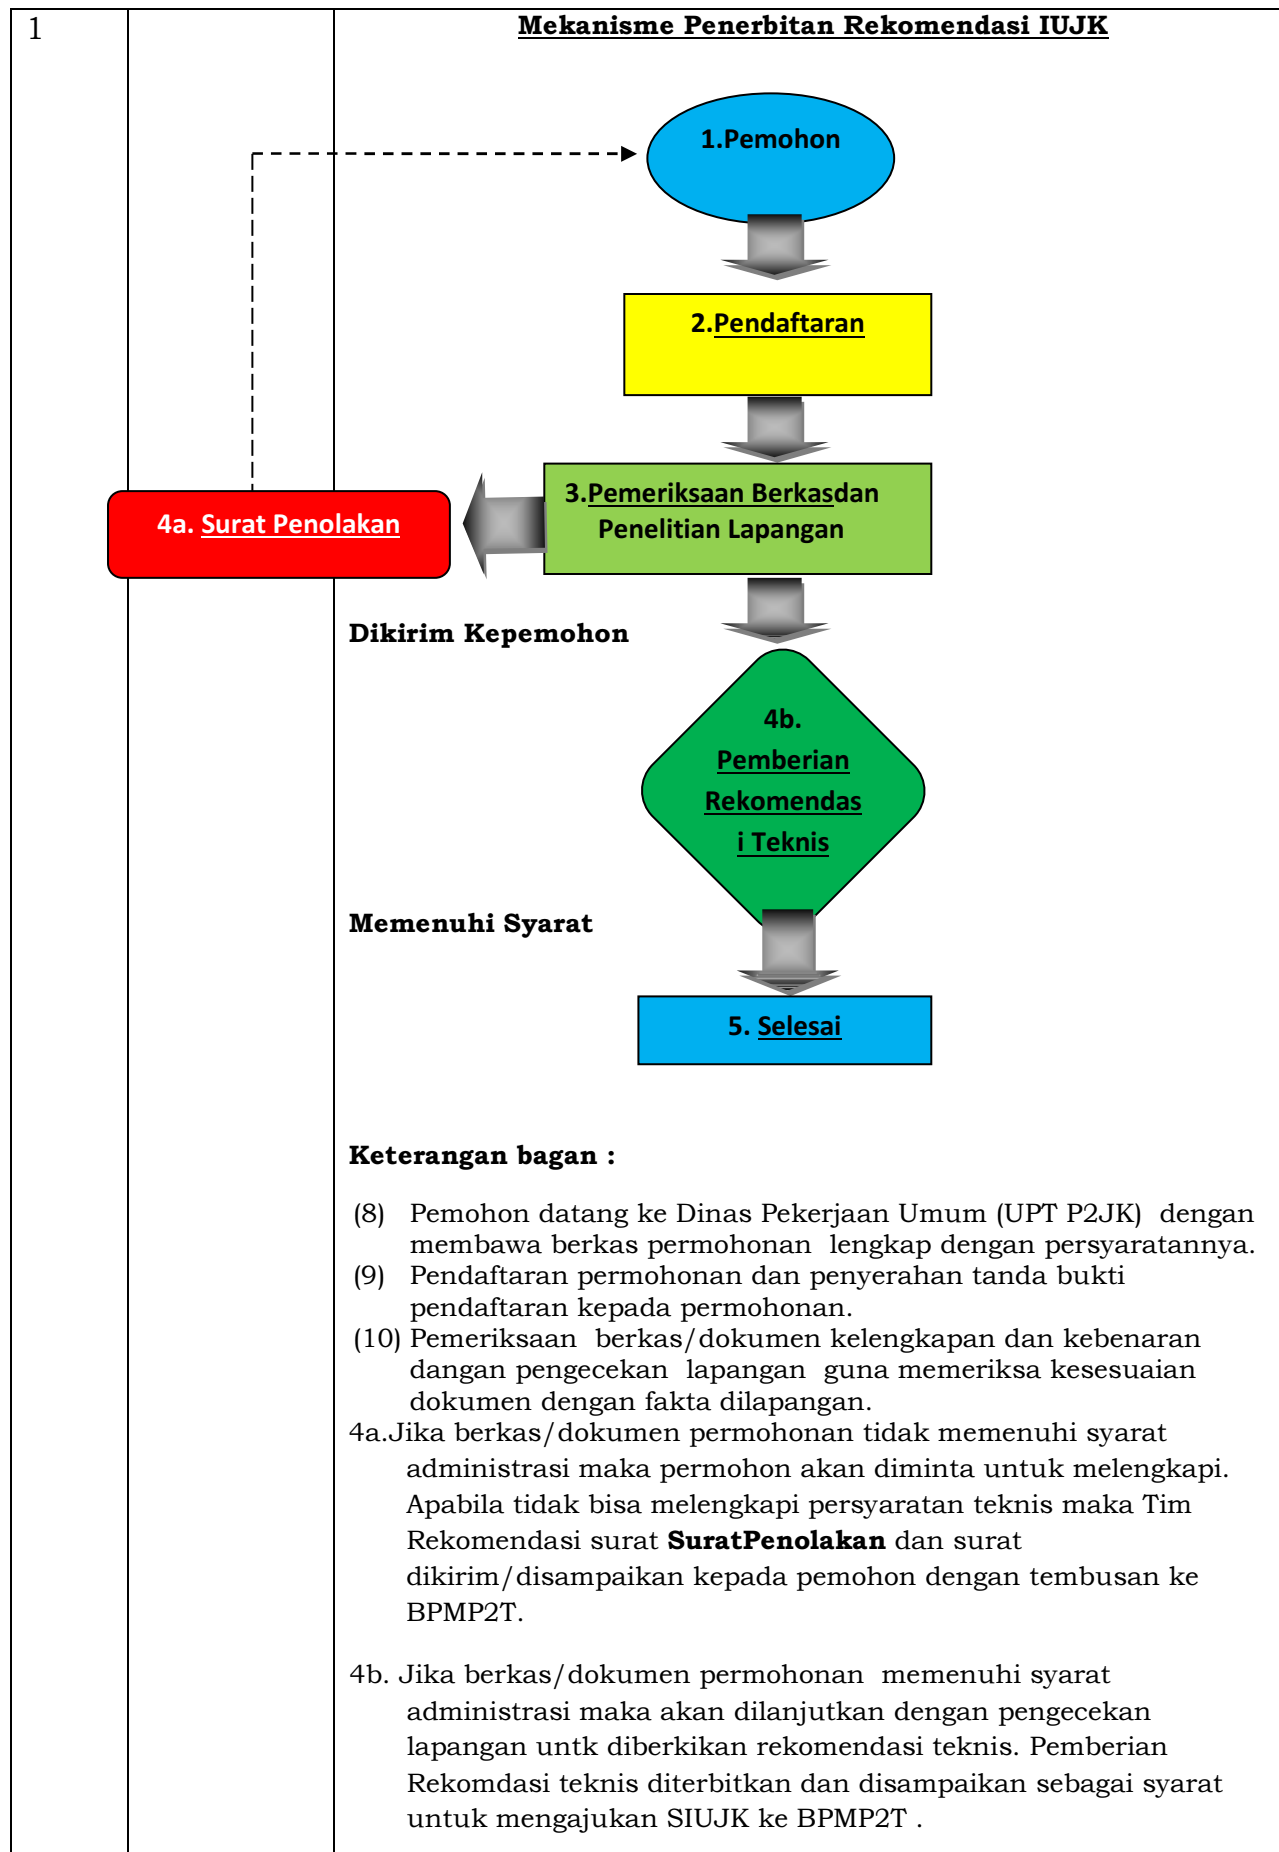 1
Mekanisme Penerbitan Rekomendasi IUJK
1.Pemohon
2.Pendaftaran
3.Pemeriksaan Berkasdan
Penelitian Lapangan
4a. Surat Penolakan
Dikirim Kepemohon
4b.
Pemberian
Rekomendas
i Teknis
Memenuhi Syarat
5. Selesai
Keterangan bagan :
(8) Pemohon datang ke Dinas Pekerjaan Umum (UPT P2JK) dengan
membawa berkas permohonan lengkap dengan persyaratannya.
(9) Pendaftaran permohonan dan penyerahan tanda bukti
pendaftaran kepada permohonan.
(10) Pemeriksaan berkas/dokumen kelengkapan dan kebenaran
dangan pengecekan lapangan guna memeriksa kesesuaian
dokumen dengan fakta dilapangan.
4a.Jika berkas/dokumen permohonan tidak memenuhi syarat
administrasi maka permohon akan diminta untuk melengkapi.
Apabila tidak bisa melengkapi persyaratan teknis maka Tim
Rekomendasi surat SuratPenolakan dan surat
dikirim/disampaikan kepada pemohon dengan tembusan ke
BPMP2T.
4b. Jika berkas/dokumen permohonan memenuhi syarat
administrasi maka akan dilanjutkan dengan pengecekan
lapangan untk diberkikan rekomendasi teknis. Pemberian
Rekomdasi teknis diterbitkan dan disampaikan sebagai syarat
untuk mengajukan SIUJK ke BPMP2T .